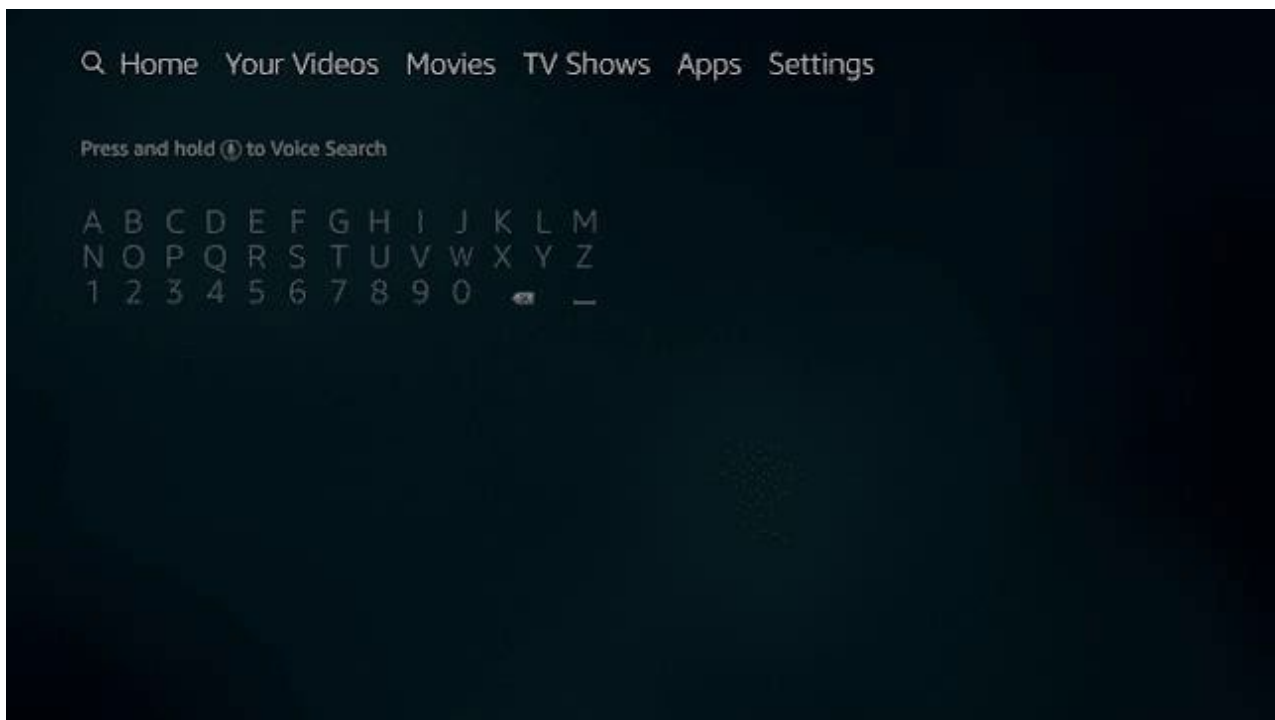 Home Your Videos Movies TV Shows Apps Settings
Press and hold to Voice Search
A B C D E F G H I J K L M
N O P Q R S T U V W X Y Z
1 2 3 4 5 6 7 8 9 0